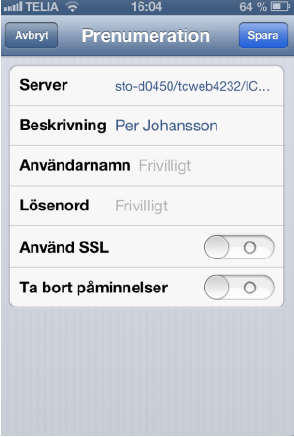 TELIA 16:04 64 %
Avbryt Prenumeration Spara
Server sto-d0450/tcweb4232/IC...
Beskrivning Per Johansson
Användarnamn Frivilligt
Lösenord Frivilligt
Använd SSL
Ta bort påminnelser